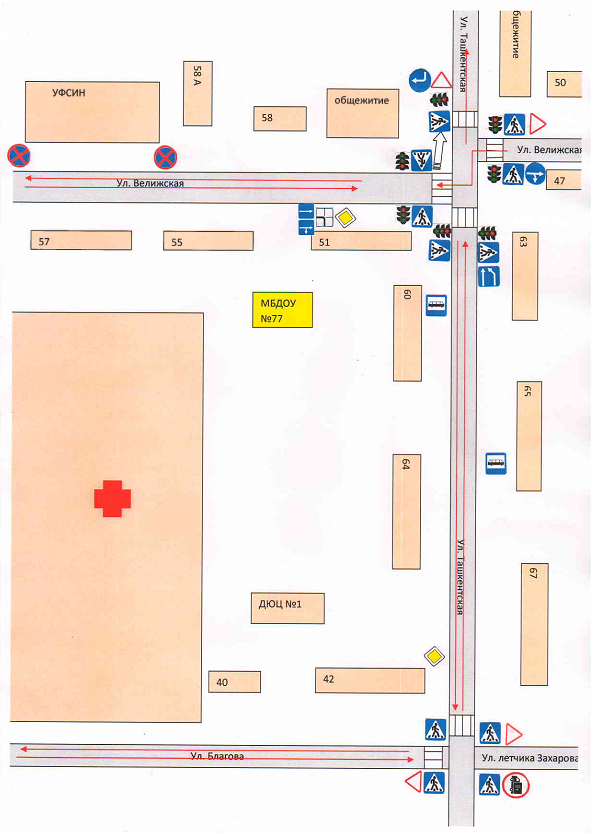 Ул. Ташкентская
общежитие
50
58 А
УФСИН
58
общежитие
Ул. Велижская
Ул. Велижская
47
57
55
51
63
МБДОУ
№77
60
65
64
Ул. Ташкентская
67
ДЮЦ №1
40
42
Ул. Благова
Ул. летчика Захарова